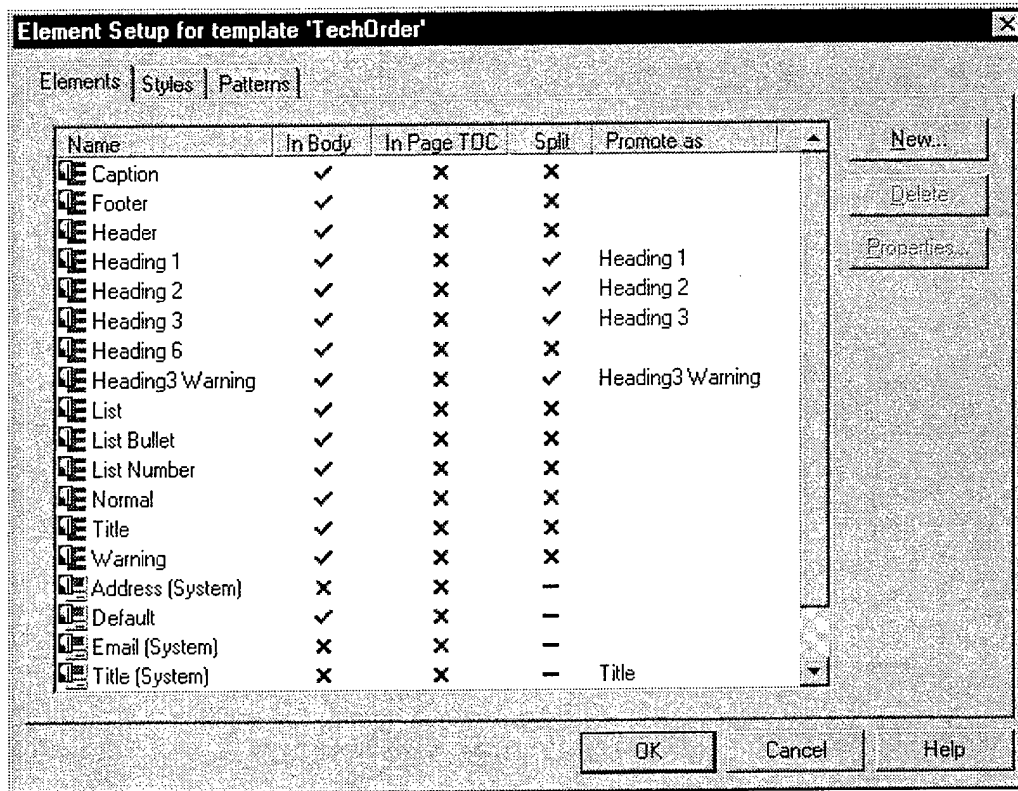 Element Setup for template 'TechOrder'
Elements Styles Patterns
Name In Body In Page TOC Split Promote as
Caption
Footer
Header
Heading 1 Heading 1
Heading 2 Heading 2
Heading 3 Heading 3
Heading 6
Heading3 Warning Heading3 Warning
List
List Bullet
List Number
Normal
Title
Warning
Address (System)
Default
Email (System)
Title (System) Title
New...
Delete
Properties...
OK Cancel Help